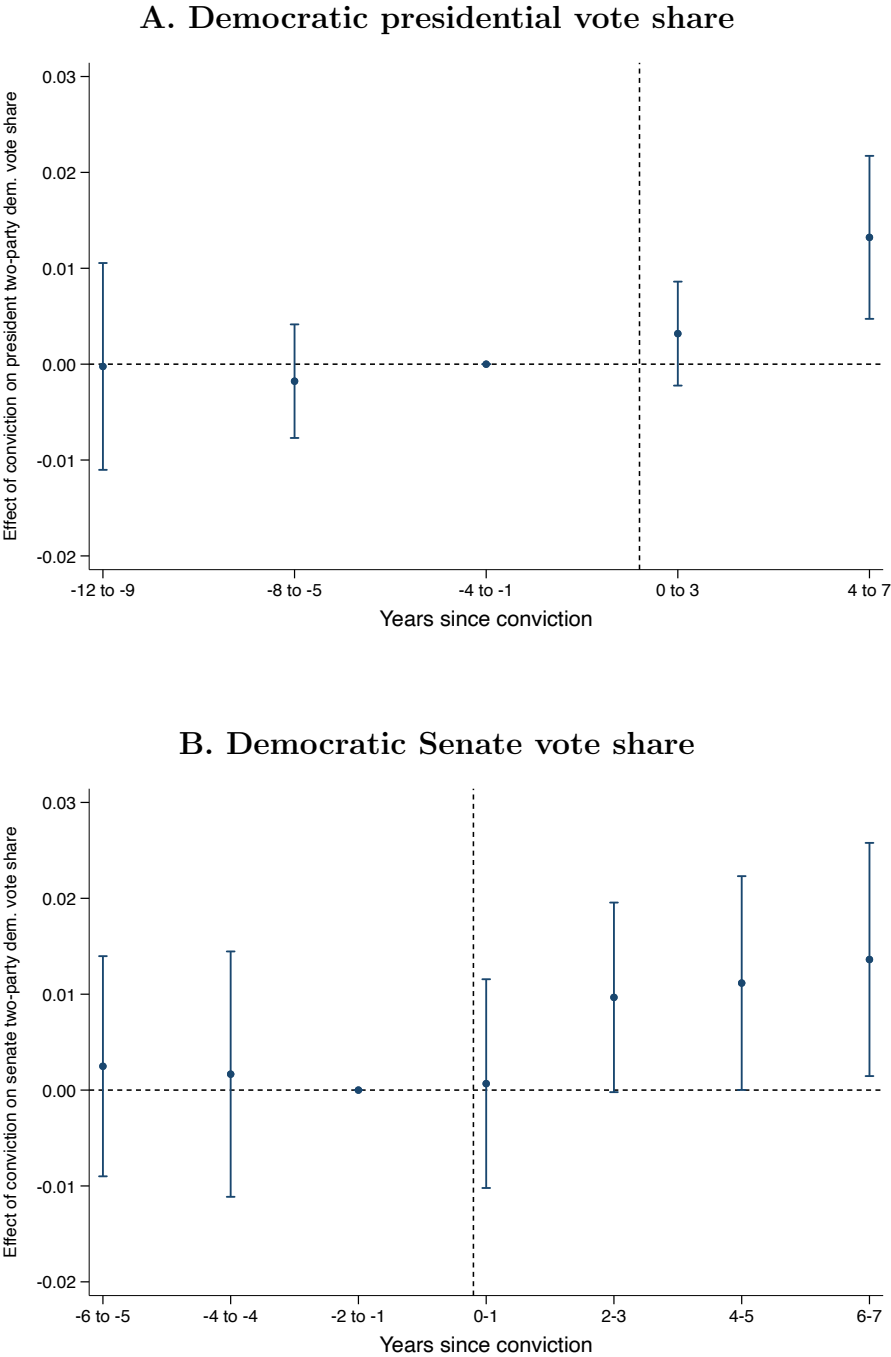 A. Democratic presidential vote share
Effect of conviction on president two-party dem. vote share
0.03
0.02
0.01
0.00
-0.01
-0.02
-12 to -9
-8 to -5
-4 to -1
0 to 3
4 to 7
Years since conviction
B. Democratic Senate vote share
Effect of conviction on senate two-party dem. vote share
0.03
0.02
0.01
0.00
-0.01
-0.02
-6 to -5
-4 to -4
-2 to -1
0-1
2-3
4-5
6-7
Years since conviction